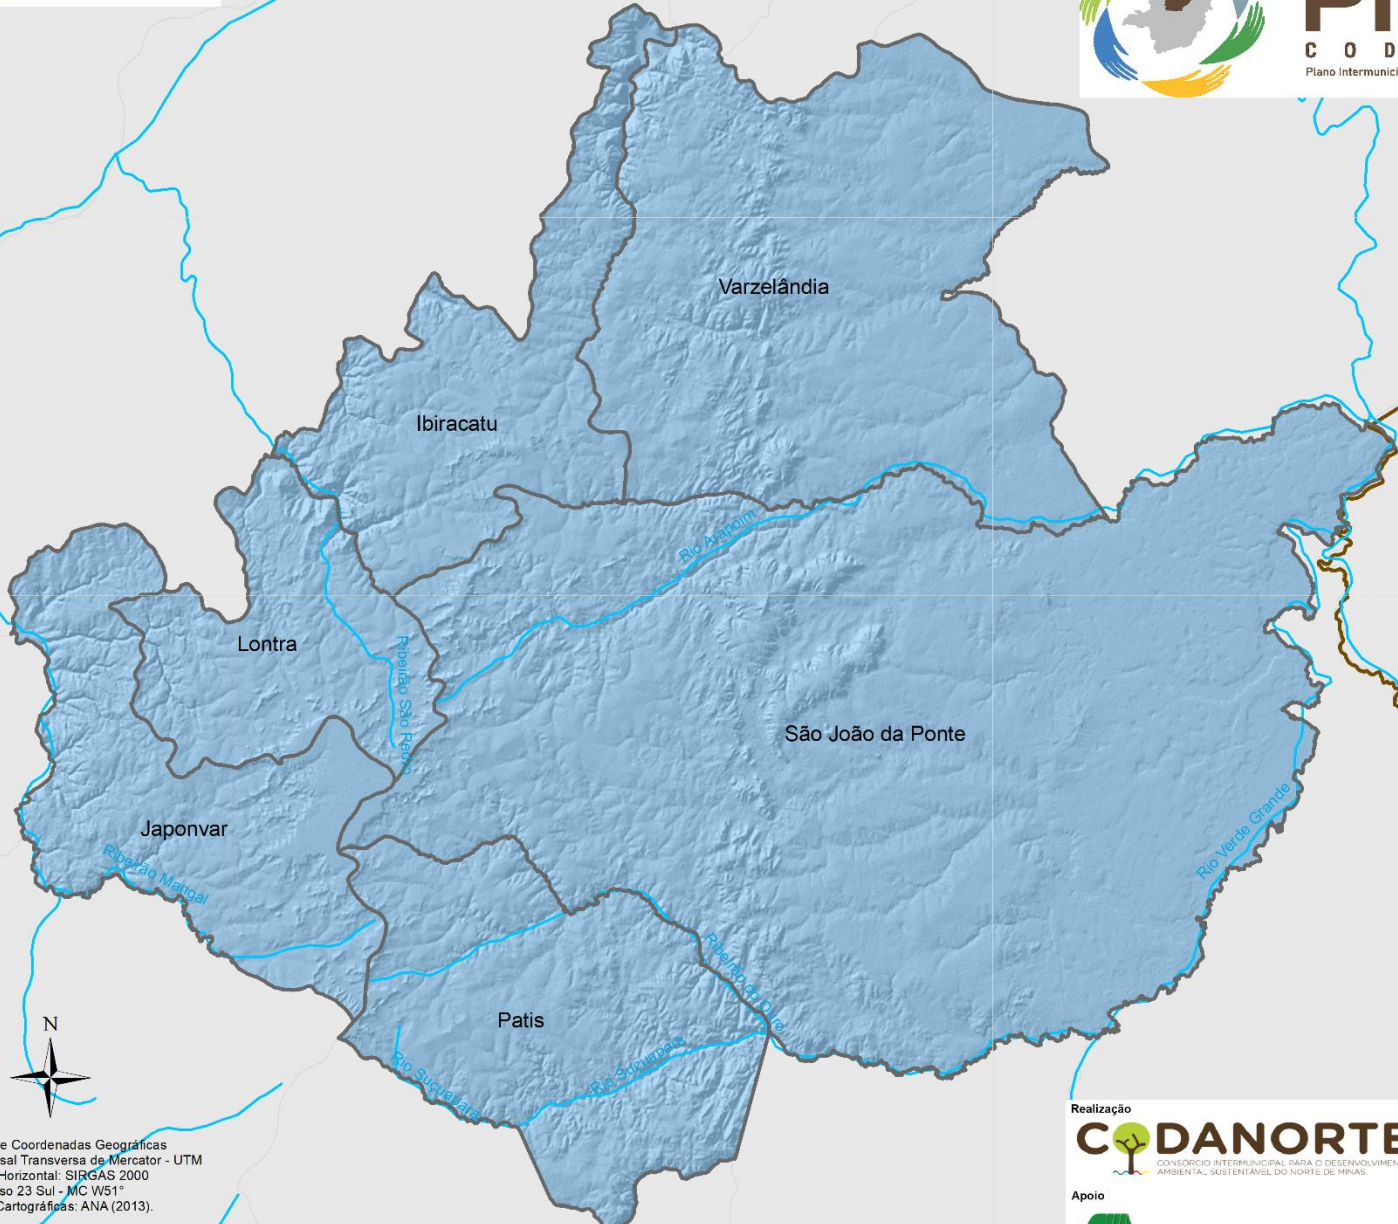 C O D
Plano Intermunici
Varzelândia
Ibiracatu
Rio Arapoim
Lontra
Ribeirão São Pedro
São João da Ponte
Japonvar
Rio Verde Grande
Ribeirão Mangal
Ribeirão do Ouro
Patis
N
Rio Suçuapara
Rio Suçuapara
e Coordenadas Geográficas
sal Transversa de Mercator - UTM
Horizontal: SIRGAS 2000
so 23 Sul - MC W51°
Cartográficas: ANA (2013).
Realização
CODANORTE
CONSÓRCIO INTERMUNICIPAL PARA O DESENVOLVIMEN
AMBIENTAL SUSTENTÁVEL DO NORTE DE MINAS.
Apoio